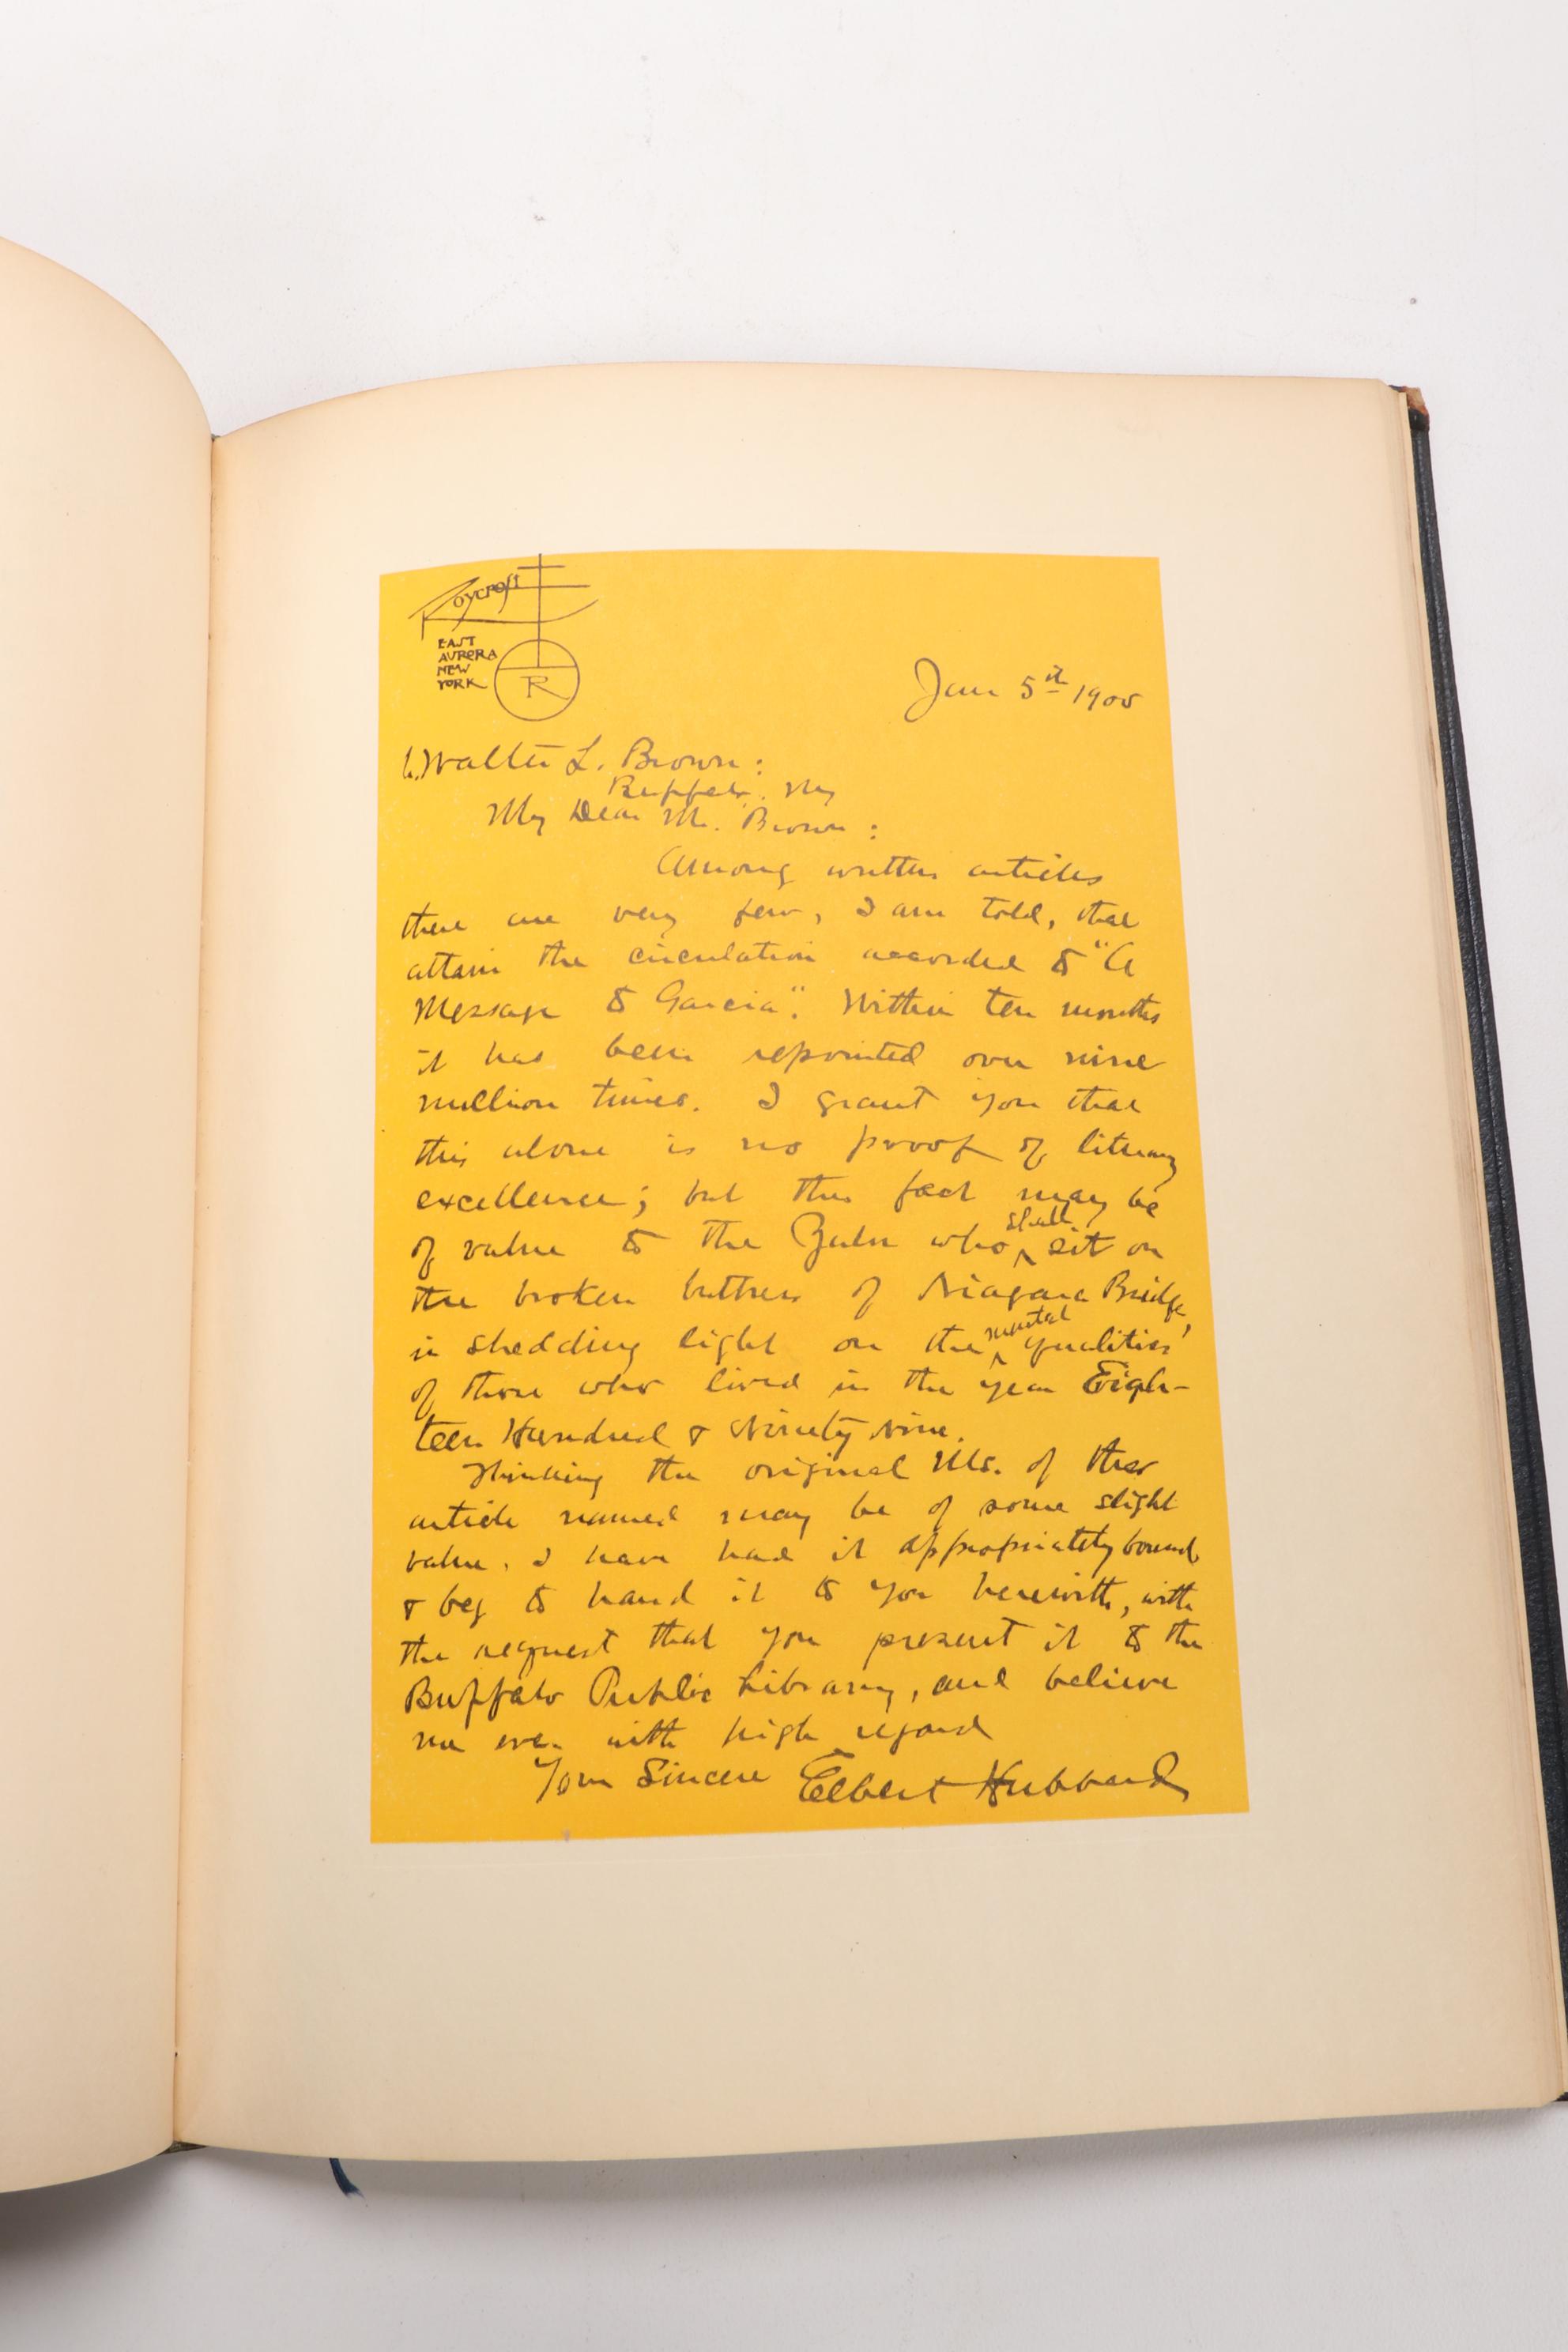 Roycroft
EAST
AVRORA
NEW
YORK
R
Jan 5th 1900
Walter L. Brown:
Buffalo. NY
My Dear Mr. Brown:
Among written articles
there are very few, I am told, that
attain the circulation accorded to "A
Message to Garcia". Within ten months
it has been reprinted over nine
million times. I grant you that
this alone is no proof of literary
excellence; but this fact may be
of value to the Zulu who shall sit on
the broken buttress of Niagara Bridge,
in shedding light on the mental qualities
of those who lived in the year Eigh-
teen Hundred & Ninety Nine.
Thinking the original Ms. of the
article named may be of some slight
value, I have had it appropriately bound
& beg to hand it to you herewith, with
the request that you present it to the
Buffalo Public Library, and believe
me ever with high regard
Your Sincere Elbert Hubbard